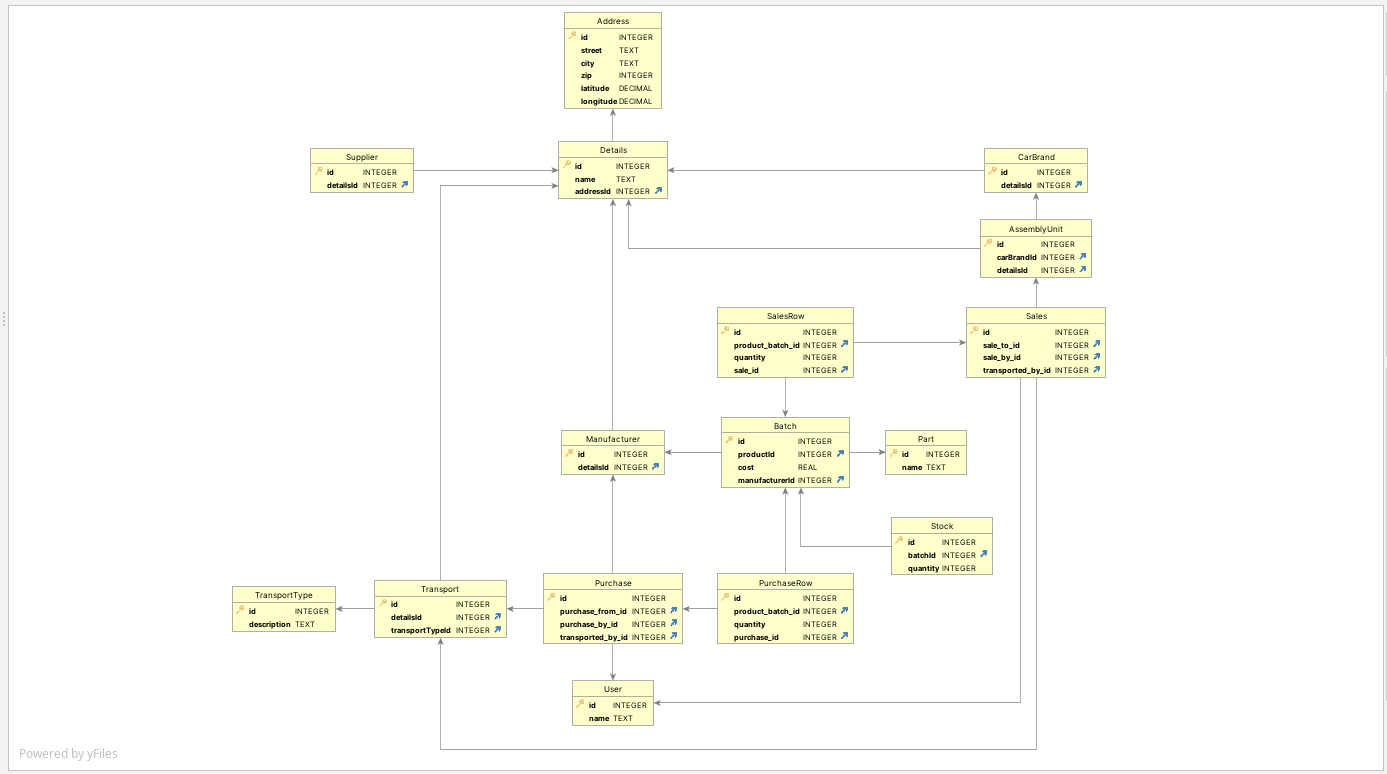 Address
id INTEGER
street TEXT
city TEXT
zip INTEGER
latitude DECIMAL
longitude DECIMAL
Supplier
id INTEGER
detailsId INTEGER
Details
id INTEGER
name TEXT
addressId INTEGER
CarBrand
id INTEGER
detailsId INTEGER
AssemblyUnit
id INTEGER
carBrandId INTEGER
detailsId INTEGER
SalesRow
id INTEGER
product_batch_id INTEGER
quantity INTEGER
sale_id INTEGER
Sales
id INTEGER
sale_to_id INTEGER
sale_by_id INTEGER
transported_by_id INTEGER
Manufacturer
id INTEGER
detailsId INTEGER
Batch
id INTEGER
productId INTEGER
cost REAL
manufacturerId INTEGER
Part
id INTEGER
name TEXT
Stock
id INTEGER
batchId INTEGER
quantity INTEGER
TransportType
id INTEGER
description TEXT
Transport
id INTEGER
detailsId INTEGER
transportTypeId INTEGER
Purchase
id INTEGER
purchase_from_id INTEGER
purchase_by_id INTEGER
transported_by_id INTEGER
PurchaseRow
id INTEGER
product_batch_id INTEGER
quantity INTEGER
purchase_id INTEGER
User
id INTEGER
name TEXT
Powered by yFiles